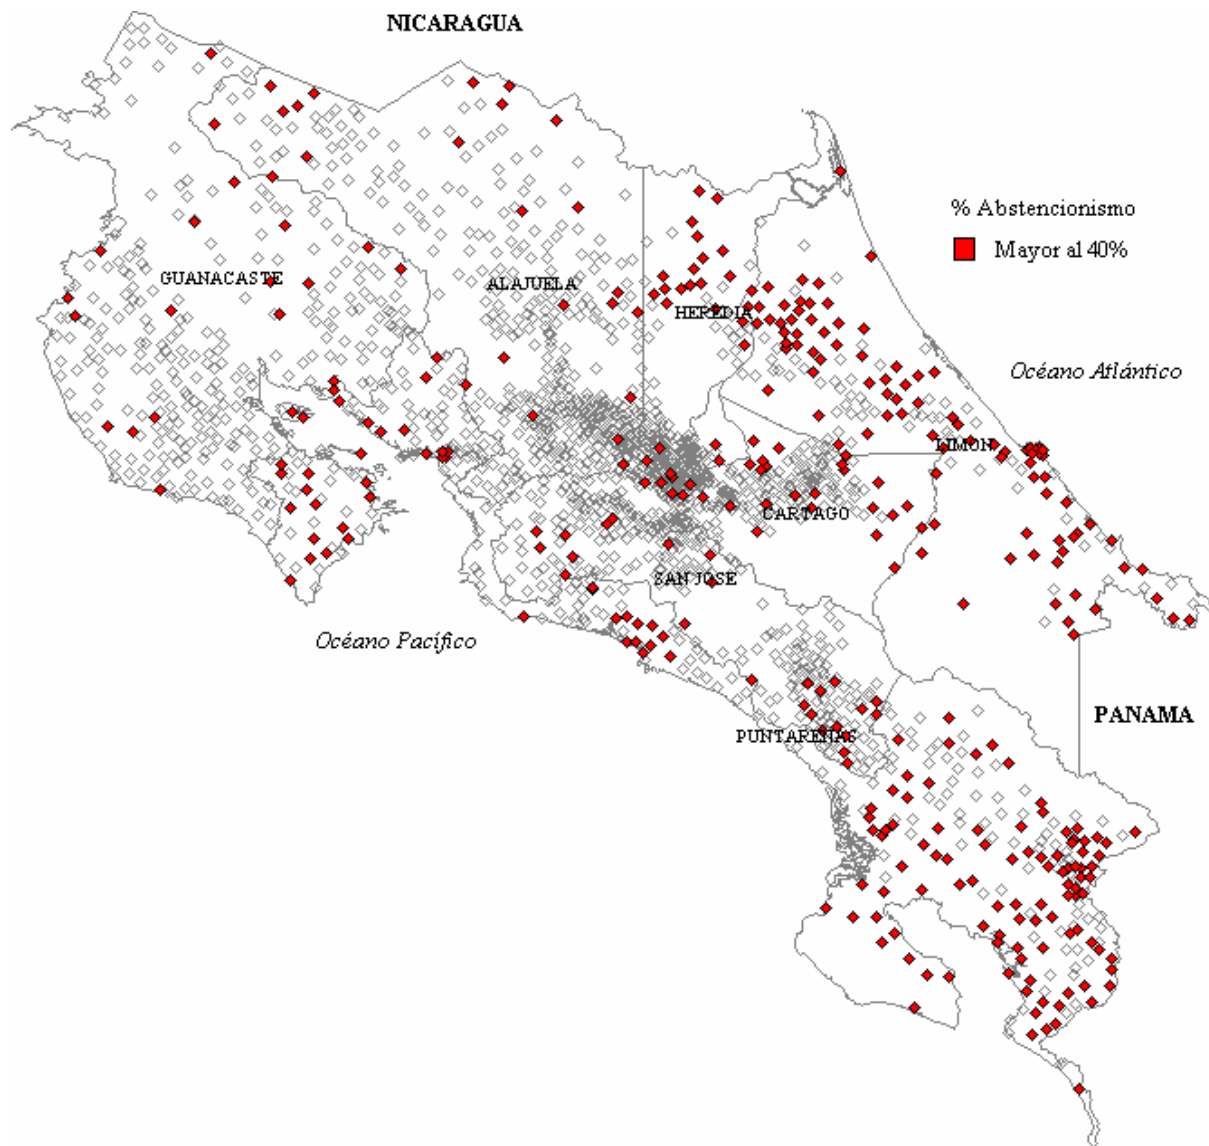 NICARAGUA
% Abstencionismo
Mayor al 40%
GUANACASTE
ALAJUELA
HEREDIA
Océano Atlántico
LIMON
CARTAGO
SAN JOSE
Océano Pacífico
PANAMA
PUNTARENAS